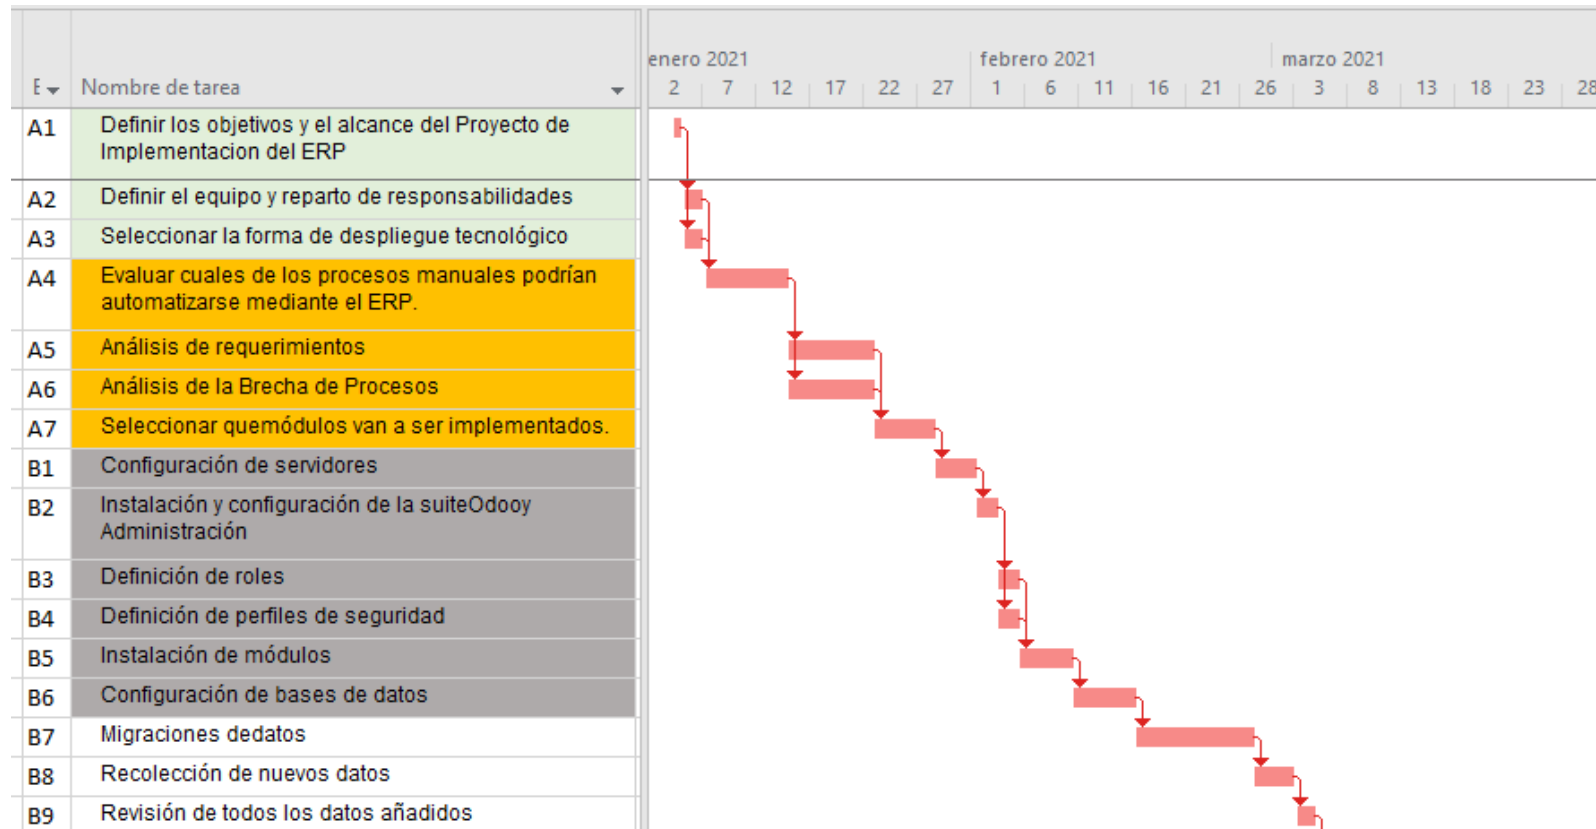 enero 2021 febrero 2021 marzo 2021
E Nombre de tarea 2 7 12 17 22 27 1 6 11 16 21 26 3 8 13 18 23 28
A1 Definir los objetivos y el alcance del Proyecto de
Implementacion del ERP
A2 Definir el equipo y reparto de responsabilidades
A3 Seleccionar la forma de despliegue tecnológico
A4 Evaluar cuales de los procesos manuales podrían
automatizarse mediante el ERP.
A5 Análisis de requerimientos
A6 Análisis de la Brecha de Procesos
A7 Seleccionar quemódulos van a ser implementados.
B1 Configuración de servidores
B2 Instalación y configuración de la suiteOdooy
Administración
B3 Definición de roles
B4 Definición de perfiles de seguridad
B5 Instalación de módulos
B6 Configuración de bases de datos
B7 Migraciones dedatos
B8 Recolección de nuevos datos
B9 Revisión de todos los datos añadidos